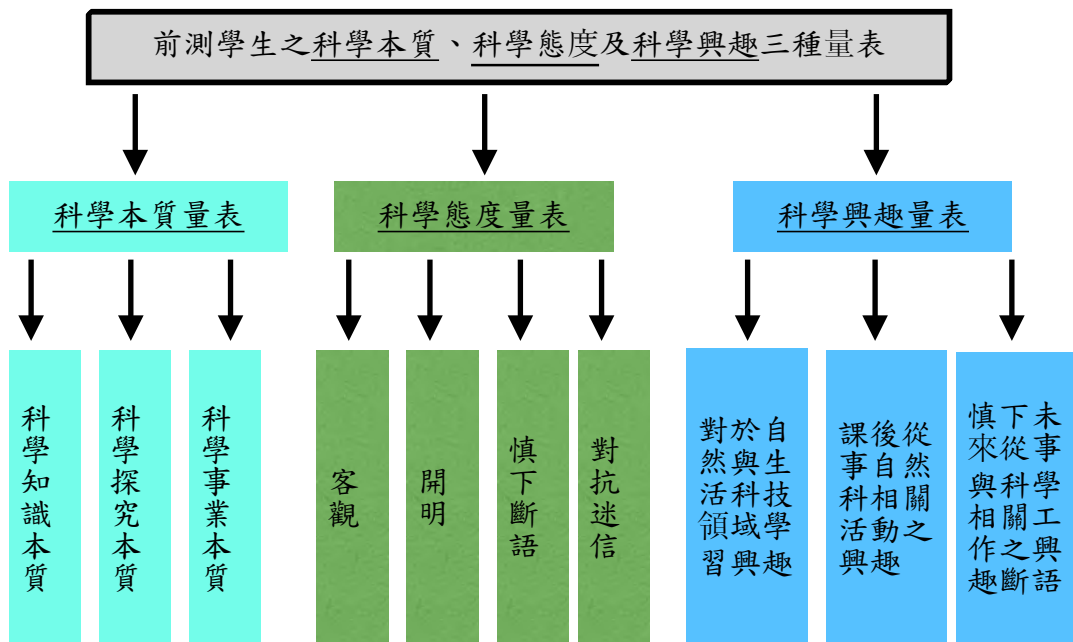 前測學生之科學本質、科學態度及科學興趣三種量表
科學本質量表
科學態度量表
科學興趣量表
科學知識本質
科學探究本質
科學事業本質
客觀
開明
慎下斷語
對抗迷信
對於自
然與生
活科技
領域學
習興趣
課後從
事自然
科相關
活動之
興趣
慎下未
來從事
與科學
相關工
作之興
趣斷語